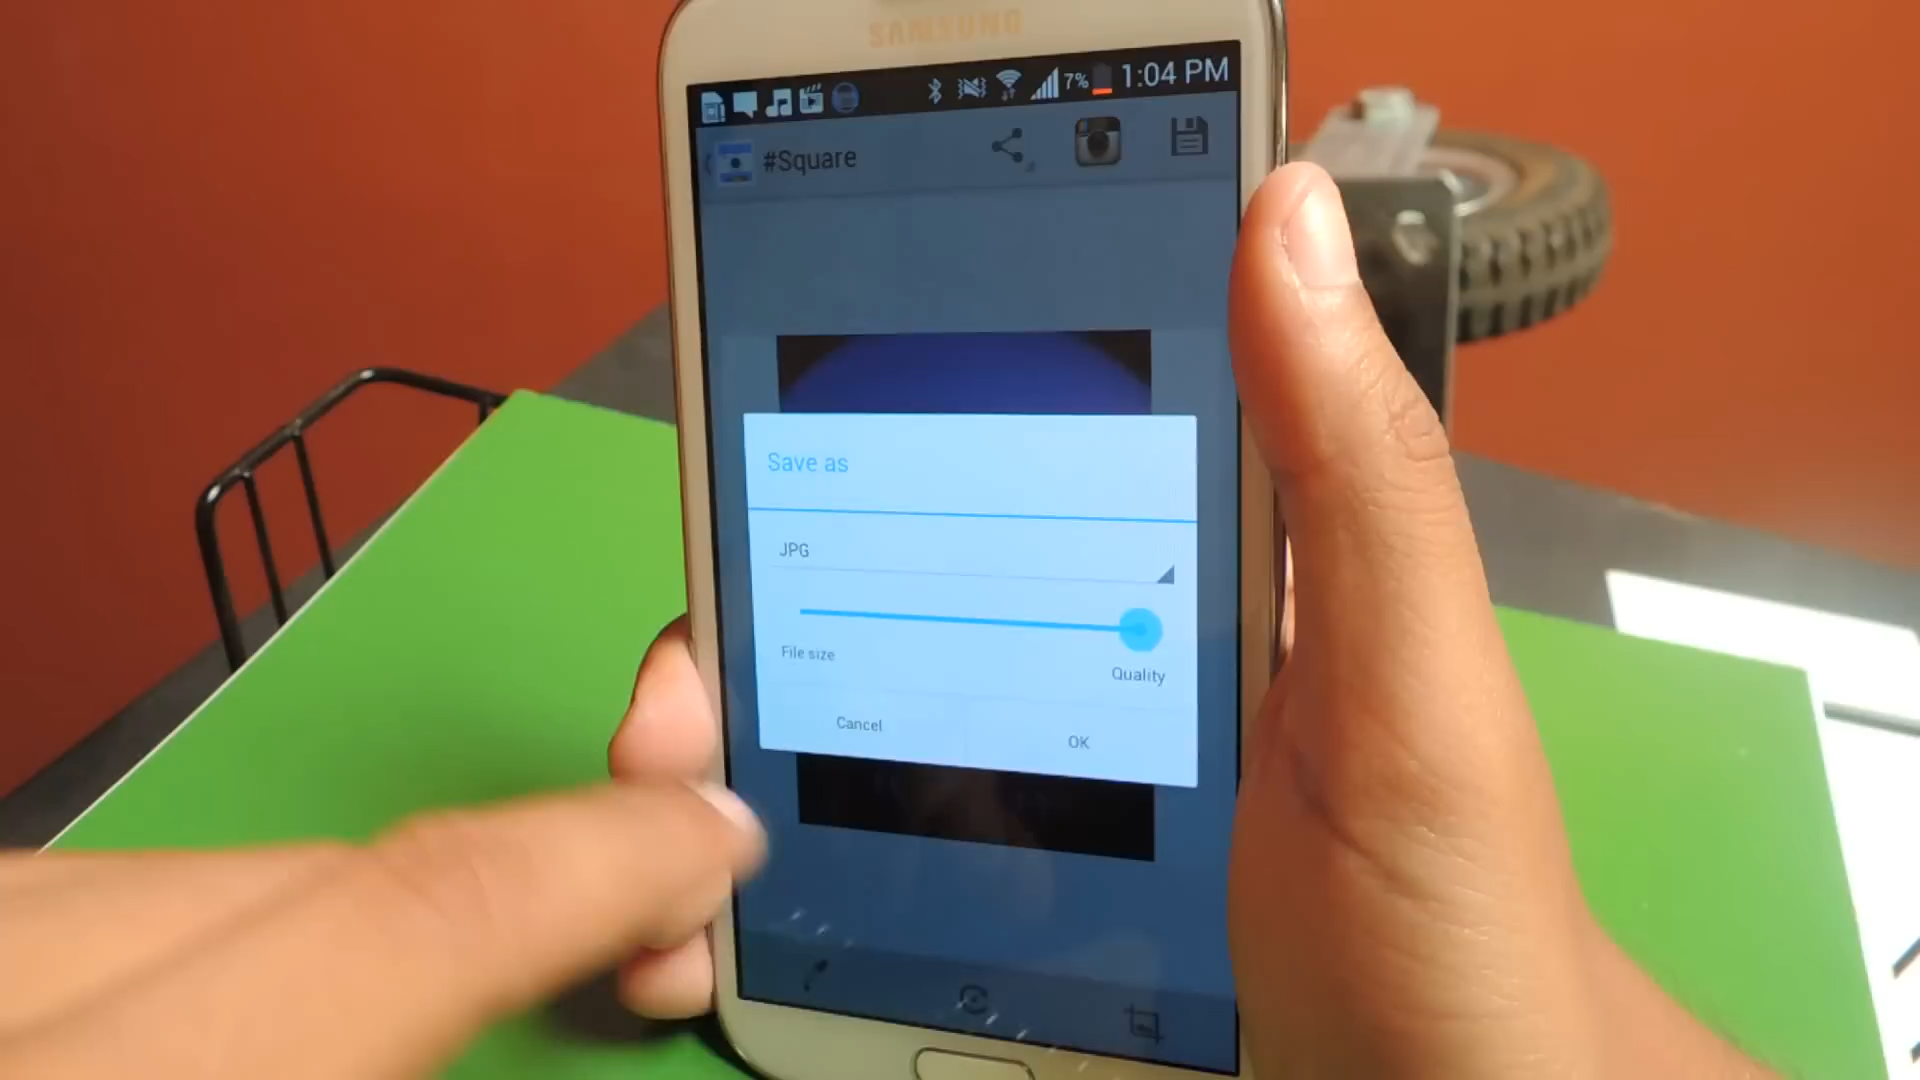 SAMSUNG
7% 1:04 PM
#Square
Save as
JPG
File size
Quality
Cancel
OK